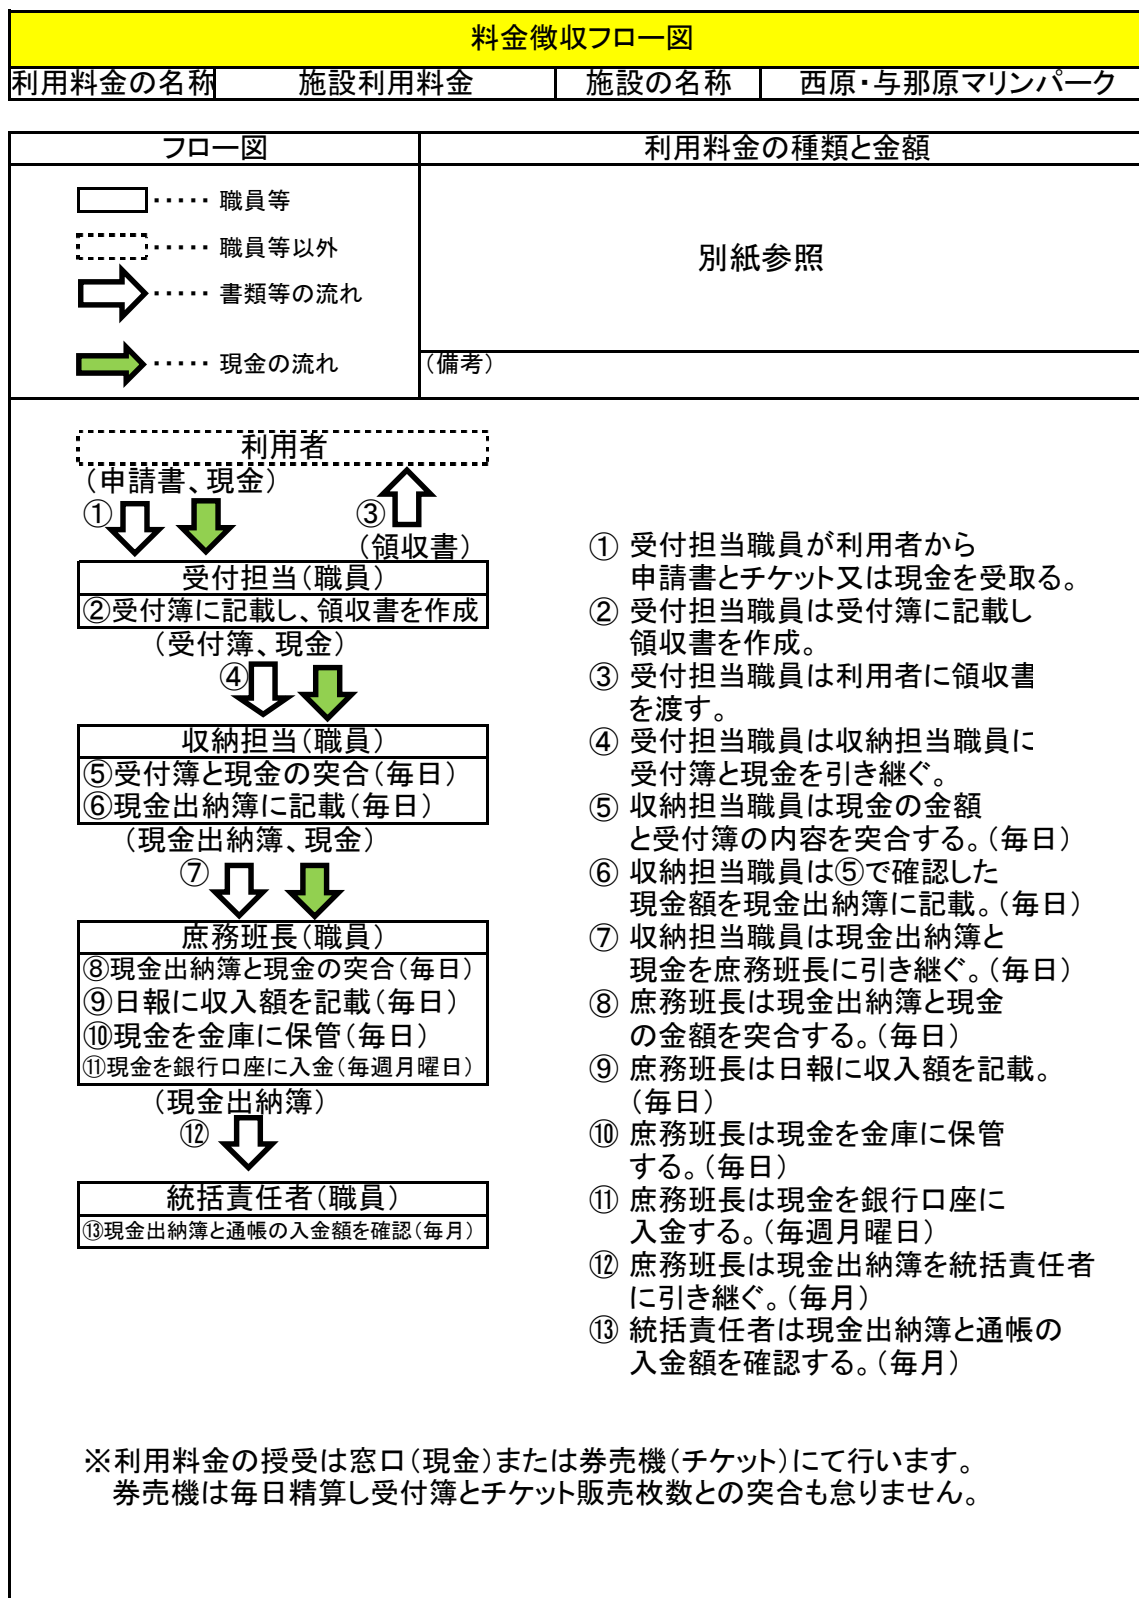 料金徴収フロー図
利用料金の名称 施設利用料金 施設の名称 西原・与那原マリンパーク
フロー図 利用料金の種類と金額
・・・・・ 職員等
・・・・・ 職員等以外
・・・・・ 書類等の流れ
・・・・・ 現金の流れ
別紙参照
（備考）
利用者
（申請書、現金）
①
③
（領収書）
受付担当（職員）
②受付簿に記載し、領収書を作成
（受付簿、現金）
④
収納担当（職員）
⑤受付簿と現金の突合（毎日）
⑥現金出納簿に記載（毎日）
（現金出納簿、現金）
⑦
庶務班長（職員）
⑧現金出納簿と現金の突合（毎日）
⑨日報に収入額を記載（毎日）
⑩現金を金庫に保管（毎日）
⑪現金を銀行口座に入金（毎週月曜日）
（現金出納簿）
⑫
統括責任者（職員）
⑬現金出納簿と通帳の入金額を確認（毎月）
① 受付担当職員が利用者から
申請書とチケット又は現金を受取る。
② 受付担当職員は受付簿に記載し
領収書を作成。
③ 受付担当職員は利用者に領収書
を渡す。
④ 受付担当職員は収納担当職員に
受付簿と現金を引き継ぐ。
⑤ 収納担当職員は現金の金額
と受付簿の内容を突合する。（毎日）
⑥ 収納担当職員は⑤で確認した
現金額を現金出納簿に記載。（毎日）
⑦ 収納担当職員は現金出納簿と
現金を庶務班長に引き継ぐ。（毎日）
⑧ 庶務班長は現金出納簿と現金
の金額を突合する。（毎日）
⑨ 庶務班長は日報に収入額を記載。
（毎日）
⑩ 庶務班長は現金を金庫に保管
する。（毎日）
⑪ 庶務班長は現金を銀行口座に
入金する。（毎週月曜日）
⑫ 庶務班長は現金出納簿を統括責任者
に引き継ぐ。（毎月）
⑬ 統括責任者は現金出納簿と通帳の
入金額を確認する。（毎月）
※利用料金の授受は窓口（現金）または券売機（チケット）にて行います。
券売機は毎日精算し受付簿とチケット販売枚数との突合も怠りません。